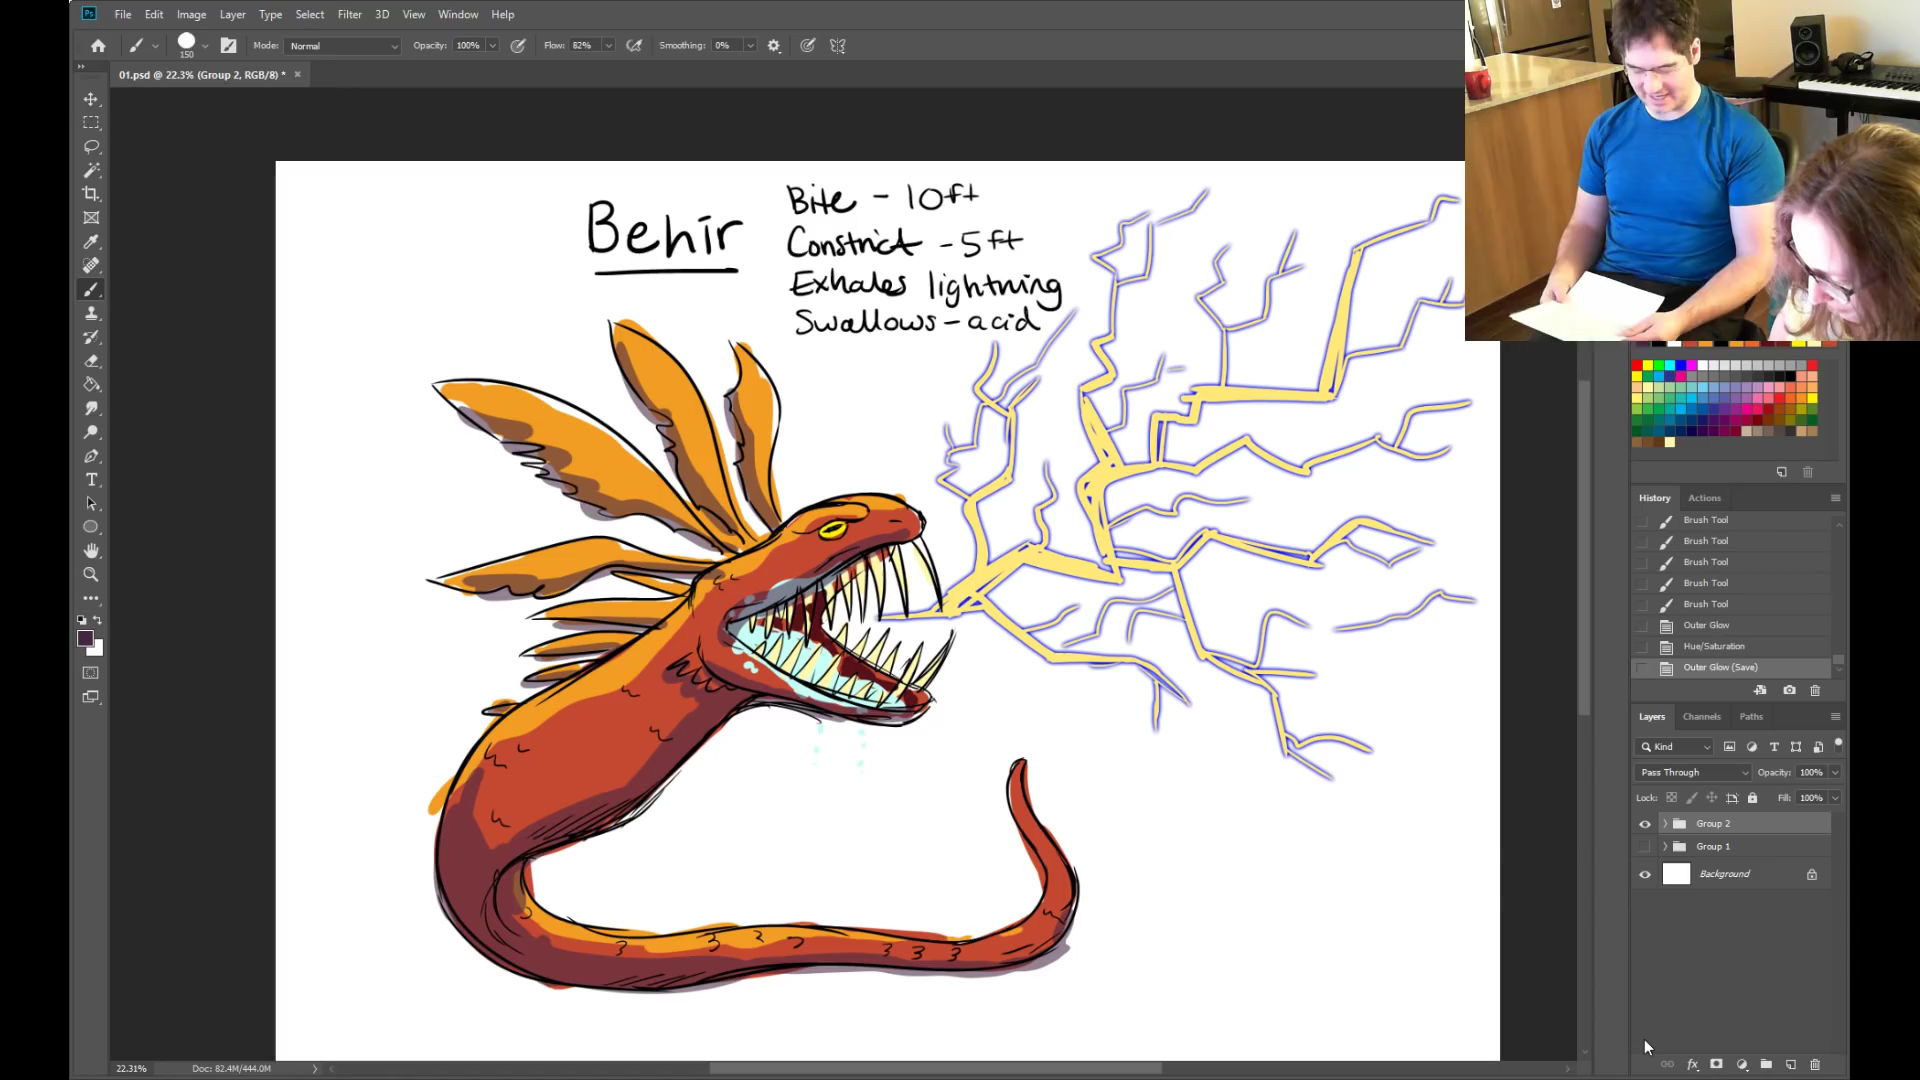 Ps File Edit Image Layer Type Select Filter 3D View Window Help
150 Mode: Normal Opacity: 100% Flow: 82% Smoothing: 0%
01.psd @ 22.3% (Group 2, RGB/8) *
Behir
Bite - 10ft
Constrict - 5ft
Exhales lightning
Swallows - acid
History Actions
Brush Tool
Brush Tool
Brush Tool
Brush Tool
Brush Tool
Outer Glow
Hue/Saturation
Outer Glow (Save)
Layers Channels Paths
Kind
Pass Through Opacity: 100%
Lock: Fill: 100%
Group 2
Group 1
Background
22.31% Doc: 82.4M/444.0M